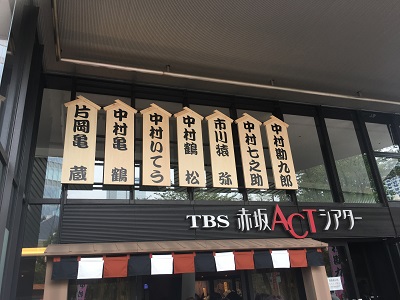 中村勘九郎
中村七之助
市川猿弥
中村鶴松
中村いてう
中村亀鶴
片岡亀蔵
TBS 赤坂ACTシアター